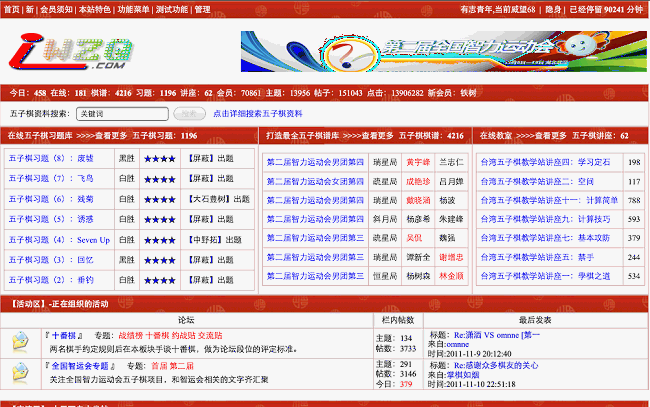 首页 | 新 | 会员须知 | 本站特色 | 功能菜单 | 测试功能 | 管理
有志青年,当前威望68 | 隐身 | 已经停留 90241 分钟
iwzq.COM
第二届全国智力运动会
今日: 458 在线: 181 棋谱: 4216 习题: 1196 讲座: 62 会员: 70861 主题: 13956 帖子: 151043 点击: 13906282 新会员: 铁树
五子棋资料搜索: 关键词 点击详细搜索五子棋资料
在线五子棋习题库 >>>>查看更多 五子棋习题: 1196
五子棋习题（8）: 废墟 黑胜 ★★★★ 【屏蔽】出题
五子棋习题（7）: 飞鸟 白胜 ★★★★ 【屏蔽】出题
五子棋习题（6）: 残菊 白胜 ★★★★ 【大石豊树】出题
五子棋习题（5）: 诱惑 白胜 ★★★★ 【屏蔽】出题
五子棋习题（4）: Seven Up 白胜 ★★★★ 【中野拓】出题
五子棋习题（3）: 回忆 黑胜 ★★★★ 【屏蔽】出题
五子棋习题（2）: 垂钓 白胜 ★★★★ 【屏蔽】出题
打造最全五子棋谱库 >>>>查看更多 五子棋棋谱: 4216
第二届智力运动会男团第四 瑞星局 黄宇峰 兰志仁
第二届智力运动会女团第四 疏星局 成艳珍 吕月婵
第二届智力运动会男团第四 瑞星局 戴晓涵 杨波
第二届智力运动会男团第四 斜月局 杨彦希 朱建峰
第二届智力运动会男团第三 疏星局 吴侃 魏强
第二届智力运动会男团第三 瑞星局 谭新全 谢增忠
第二届智力运动会男团第三 恒星局 杨树森 林金顺
在线教室 >>>>查看更多 五子棋讲座: 62
台湾五子棋教学站讲座四: 学习定石 198
台湾五子棋教学站讲座二: 空间 117
台湾五子棋教学站讲座十一: 计算简单 788
台湾五子棋教学站讲座九: 计算技巧 593
台湾五子棋教学站讲座七: 基本攻防 379
台湾五子棋教学站讲座五: 禁手 244
台湾五子棋教学站讲座一: 學棋之道 534
【活动区】-正在组织的活动
论坛 栏内帖数 最后发表
『 十番棋 』 专题: 战绩榜 十番棋 约战贴 交流贴
两名棋手约定规则后在本板块手谈十番棋，做为论坛段位的评定标准。
主题: 134
帖数: 3733
标题: Re:潇洒 VS omnne [第一
来自:omnne
时间:2011-11-9 20:12:40
『 全国智运会专题 』 专题: 首届 第二届
关注全国智力运动会五子棋项目，和智运会相关的文字齐汇聚
主题: 291
帖数: 3146
今日: 379
标题: Re:感谢众多棋友的关心
来自:掌棋如烟
时间:2011-11-10 22:51:18